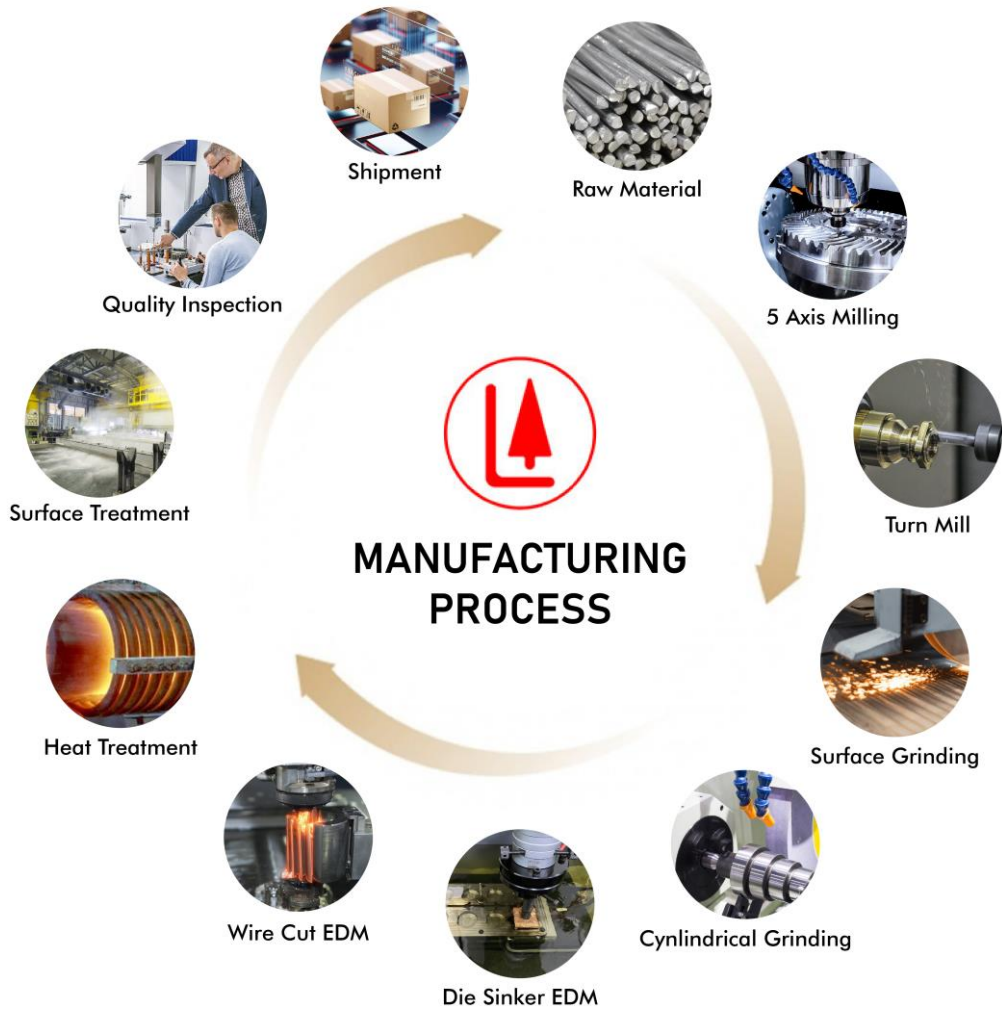 Shipment
Raw Material
5 Axis Milling
Turn Mill
Surface Grinding
Cynlindrical Grinding
Die Sinker EDM
Wire Cut EDM
Heat Treatment
Surface Treatment
Quality Inspection
MANUFACTURING
PROCESS